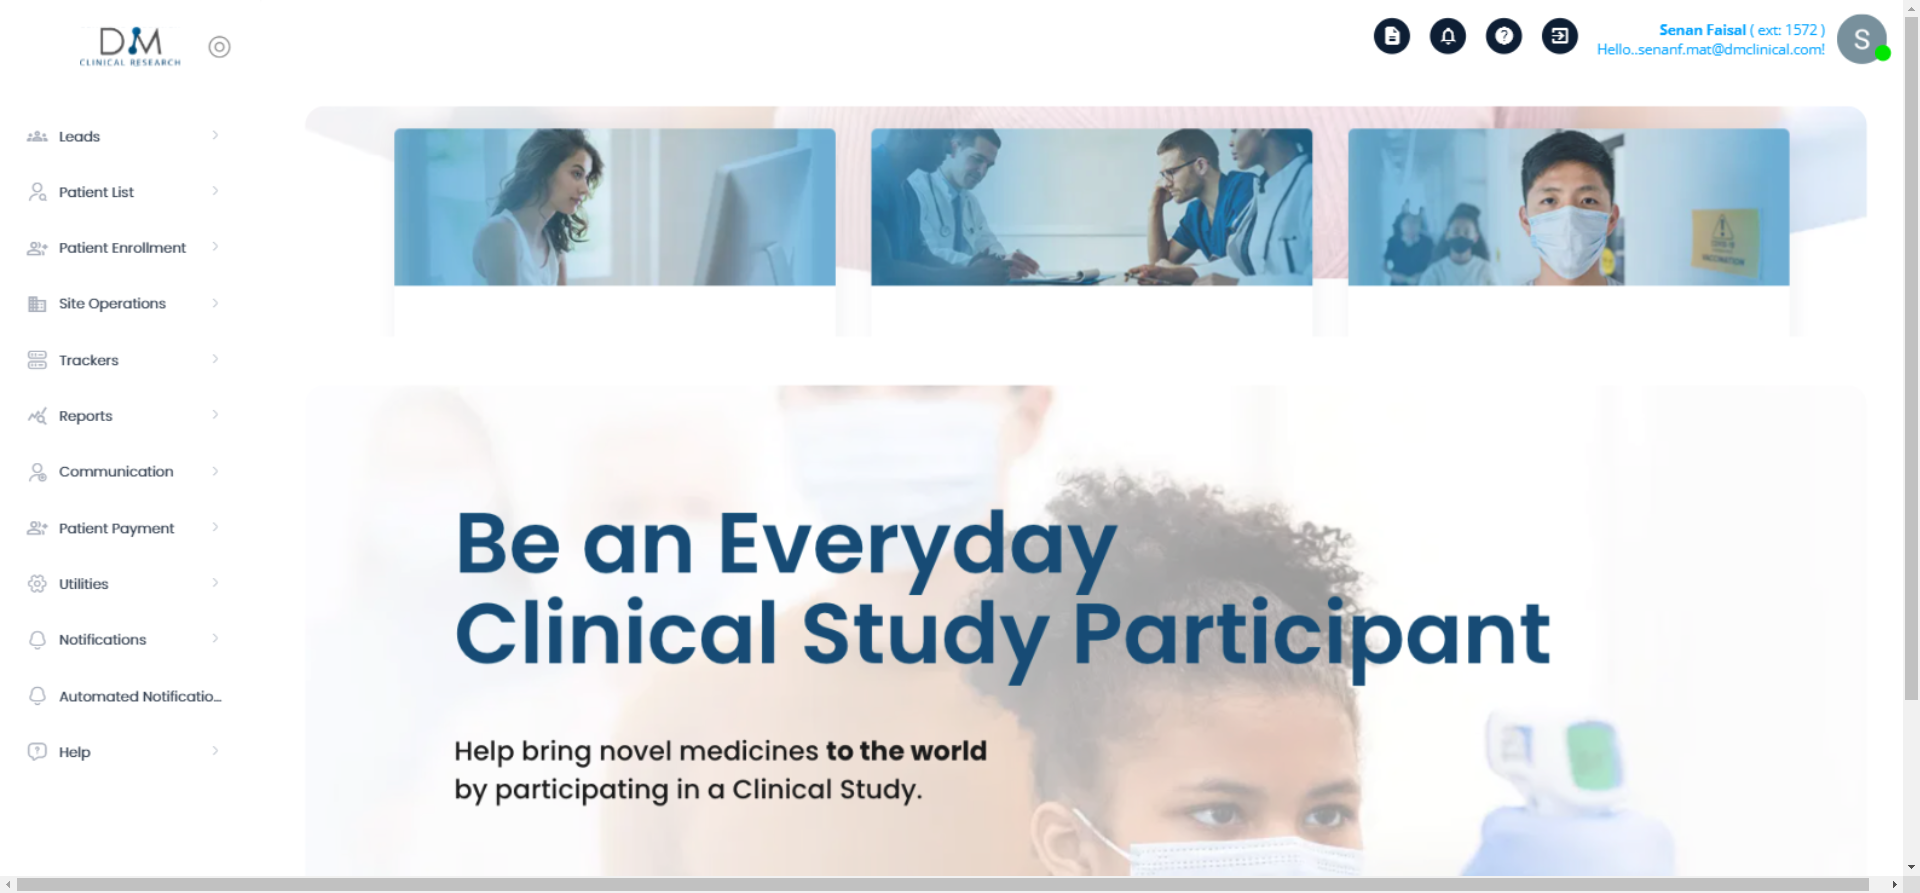 DM
CLINICAL RESEARCH
Senan Faisal ( ext: 1572 )
Hello..senanf.mat@dmclinical.com!
S
Leads
Patient List
Patient Enrollment
Site Operations
Trackers
Reports
Communication
Patient Payment
Utilities
Notifications
Automated Notificatio...
Help
VACCINATION
Be an Everyday
Clinical Study Participant
Help bring novel medicines to the world
by participating in a Clinical Study.